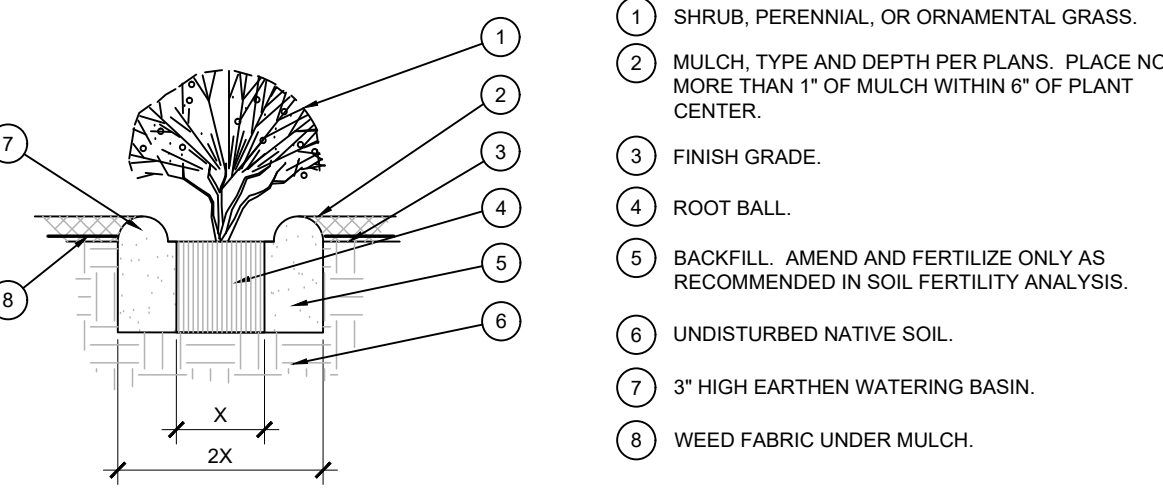 1
2
3
4
5
6
7
8
X
2X
1 SHRUB, PERENNIAL, OR ORNAMENTAL GRASS.
2 MULCH, TYPE AND DEPTH PER PLANS. PLACE NO
MORE THAN 1" OF MULCH WITHIN 6" OF PLANT
CENTER.
3 FINISH GRADE.
4 ROOT BALL.
5 BACKFILL. AMEND AND FERTILIZE ONLY AS
RECOMMENDED IN SOIL FERTILITY ANALYSIS.
6 UNDISTURBED NATIVE SOIL.
7 3" HIGH EARTHEN WATERING BASIN.
8 WEED FABRIC UNDER MULCH.